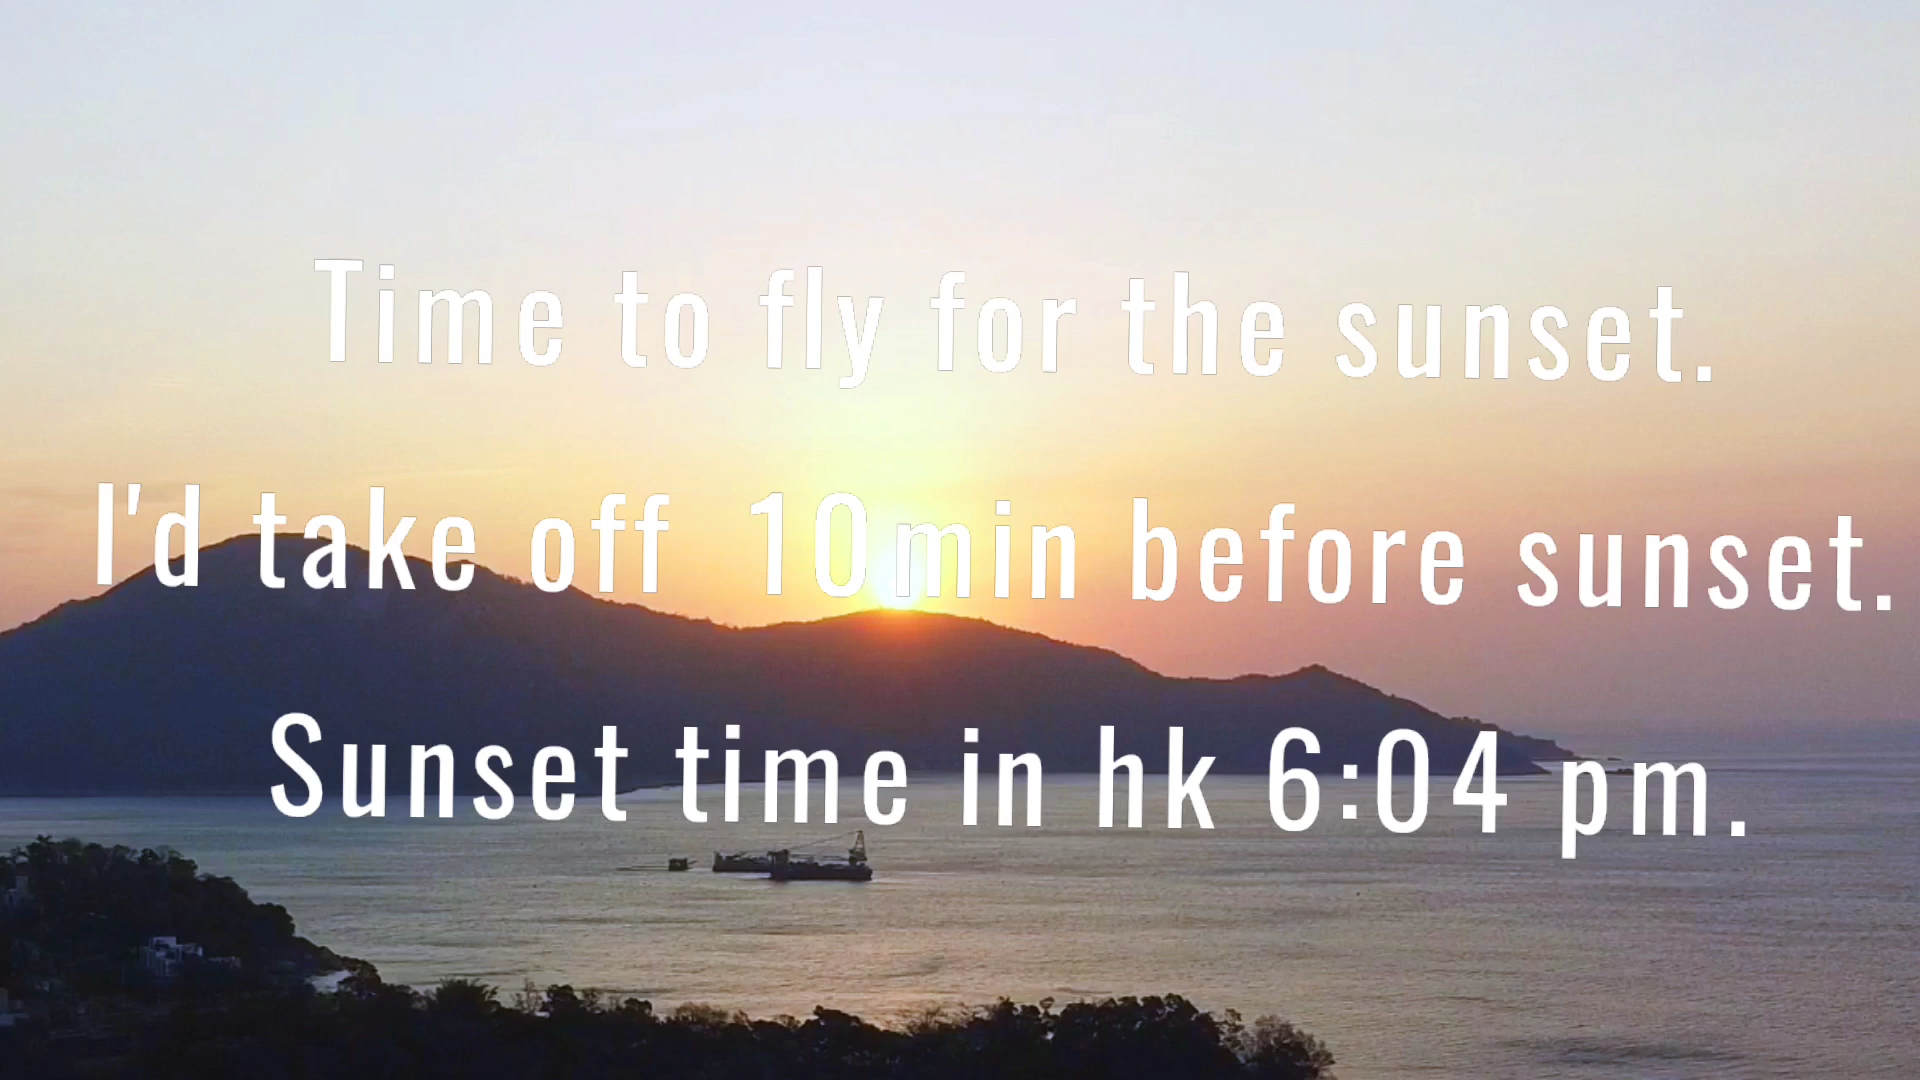 Time to fly for the sunset.
I'd take off 10min before sunset.
Sunset time in hk 6:04 pm.